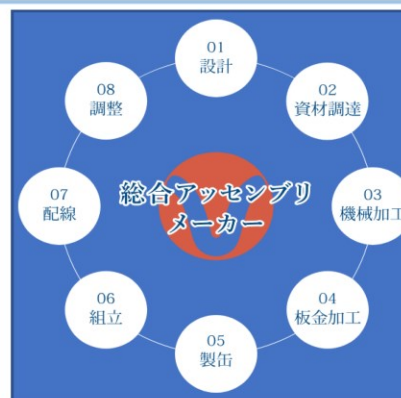 01
設計
02
資材調達
03
機械加工
04
板金加工
05
製缶
06
組立
07
配線
08
調整
総合アッセンブリ
メーカー